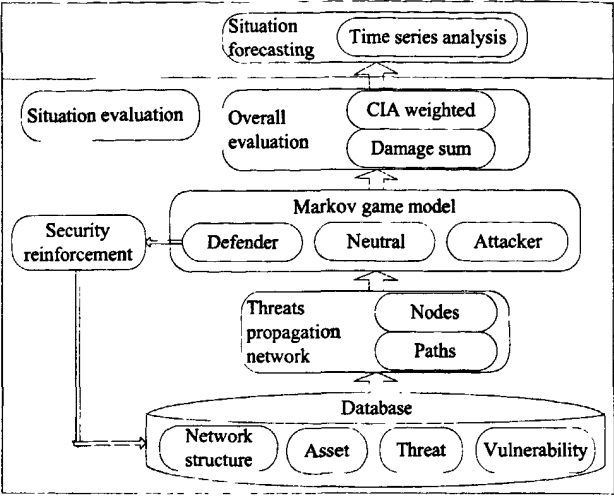 Situation
forecasting
Time series analysis
Situation evaluation
Overall
evaluation
CIA weighted
Damage sum
Markov game model
Security
reinforcement
Defender
Neutral
Attacker
Threats
propagation
network
Nodes
Paths
Database
Network
structure
Asset
Threat
Vulnerability